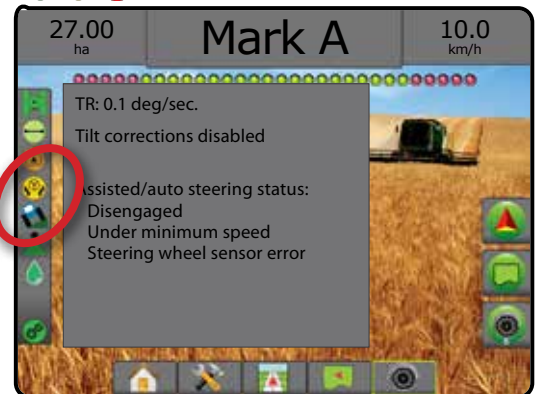 27.00
ha
Mark A
10.0
km/h
TR: 0.1 deg/sec.
Tilt corrections disabled
Assisted/auto steering status:
Disengaged
Under minimum speed
Steering wheel sensor error